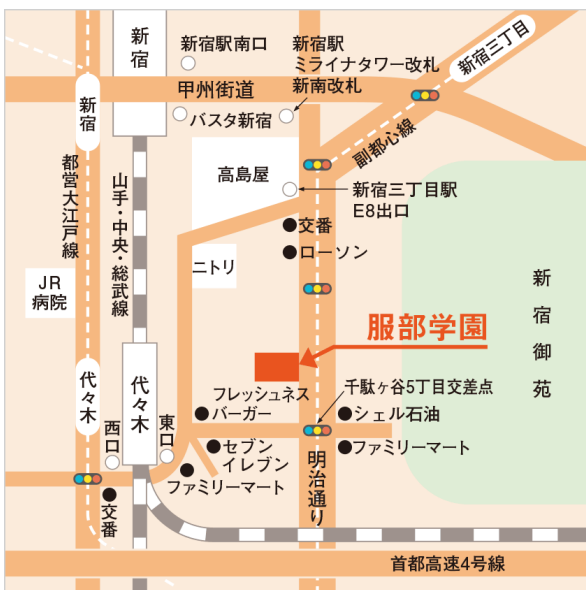 新宿
新宿駅南口
新宿駅
ミライナタワー改札
新南改札
新宿三丁目
甲州街道
新宿
バスタ新宿
副都心線
都営大江戸線
山手・中央・総武線
高島屋
新宿三丁目駅
E8出口
交番
ローソン
ニトリ
JR
病院
新宿御苑
服部学園
代々木
代々木
フレッシュネス
バーガー
千駄ヶ谷5丁目交差点
シェル石油
西口
東口
セブン
イレブン
ファミリーマート
ファミリーマート
明治通り
交番
首都高速4号線